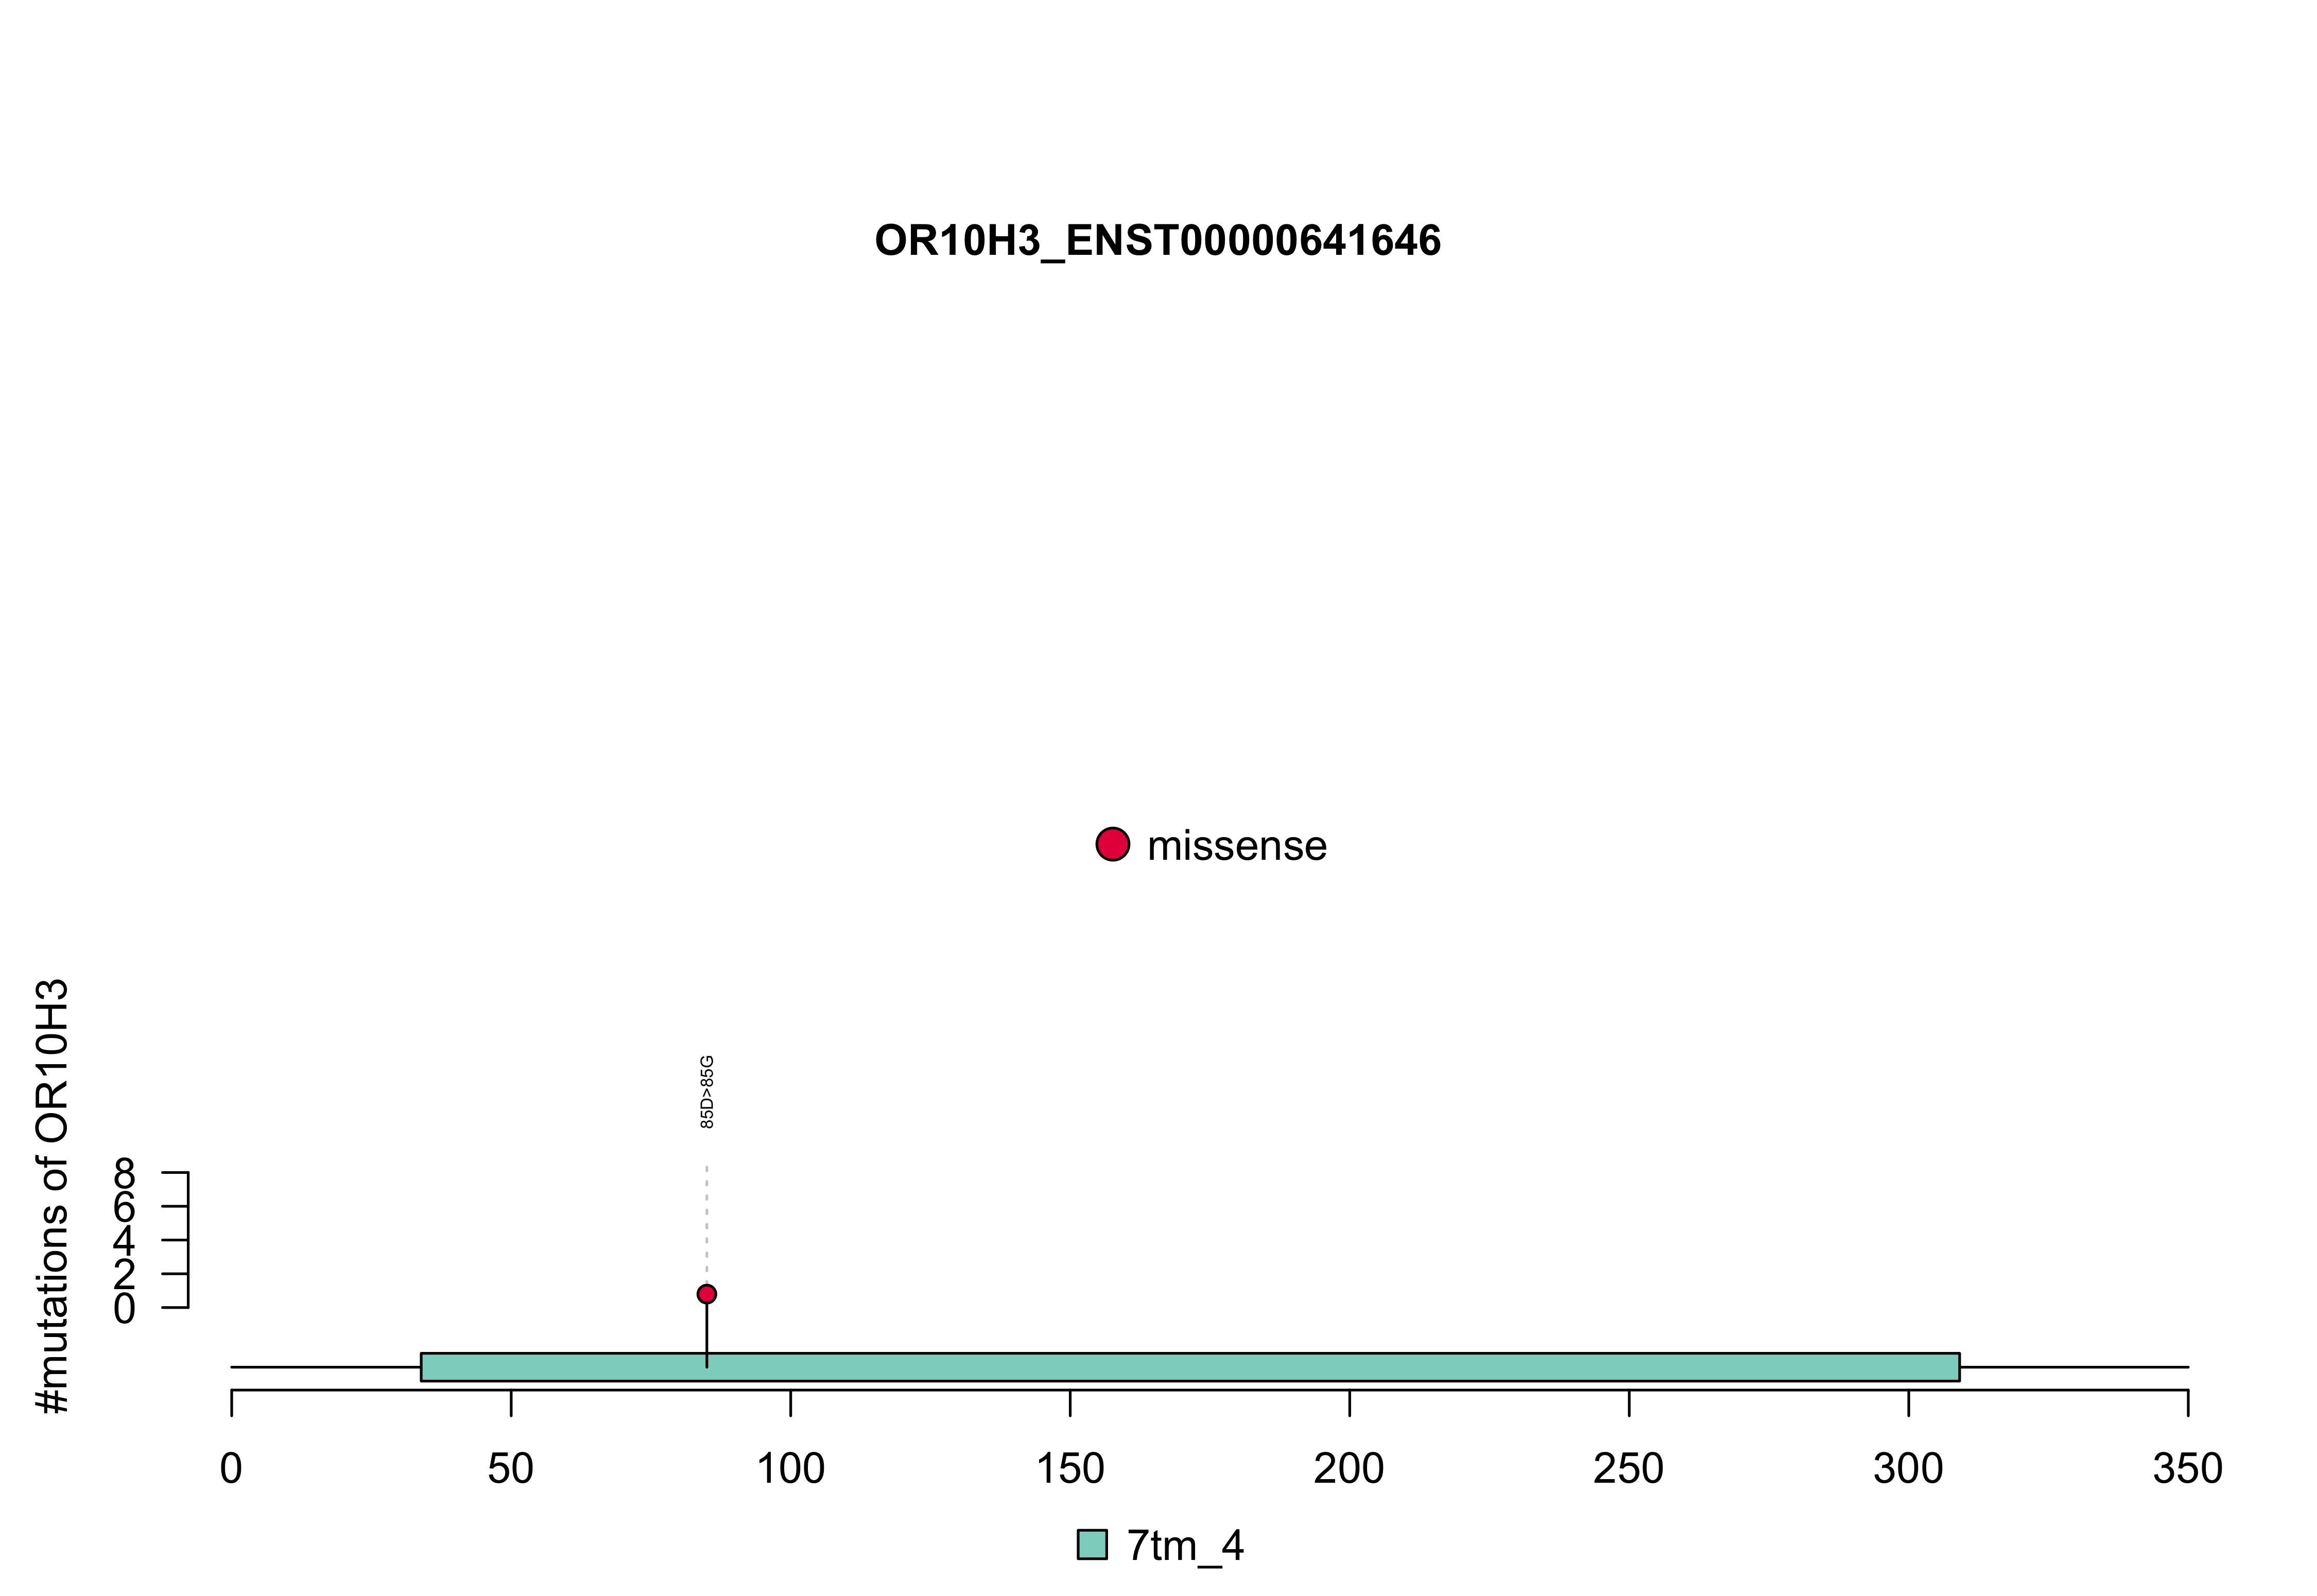 OR10H3_ENST00000641646
missense
#mutations of OR10H3
85D>85G
8
6
4
2
0
0 50 100 150 200 250 300 350
7tm_4